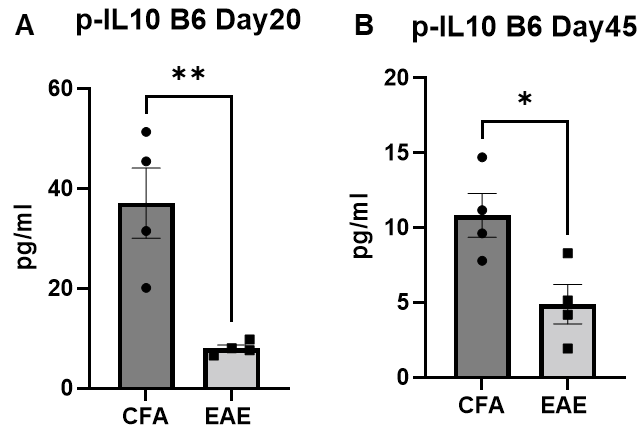 A
p-IL10 B6 Day20
pg/ml
60
40
20
0
**
CFA
EAE
B
p-IL10 B6 Day45
pg/ml
20
15
10
5
0
*
CFA
EAE